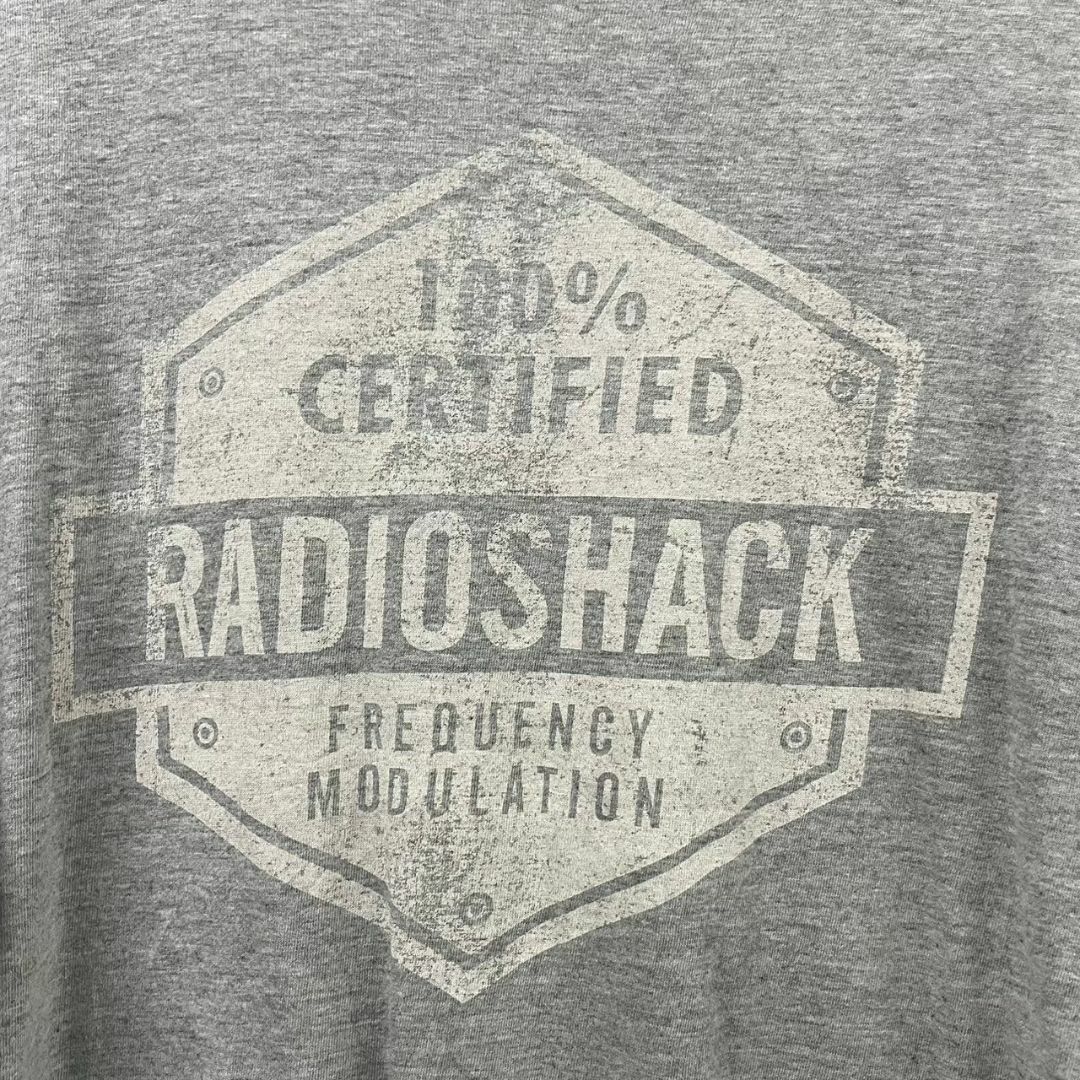 100%
CERTIFIED
RADIOSHACK
FREQUENCY
MODULATION